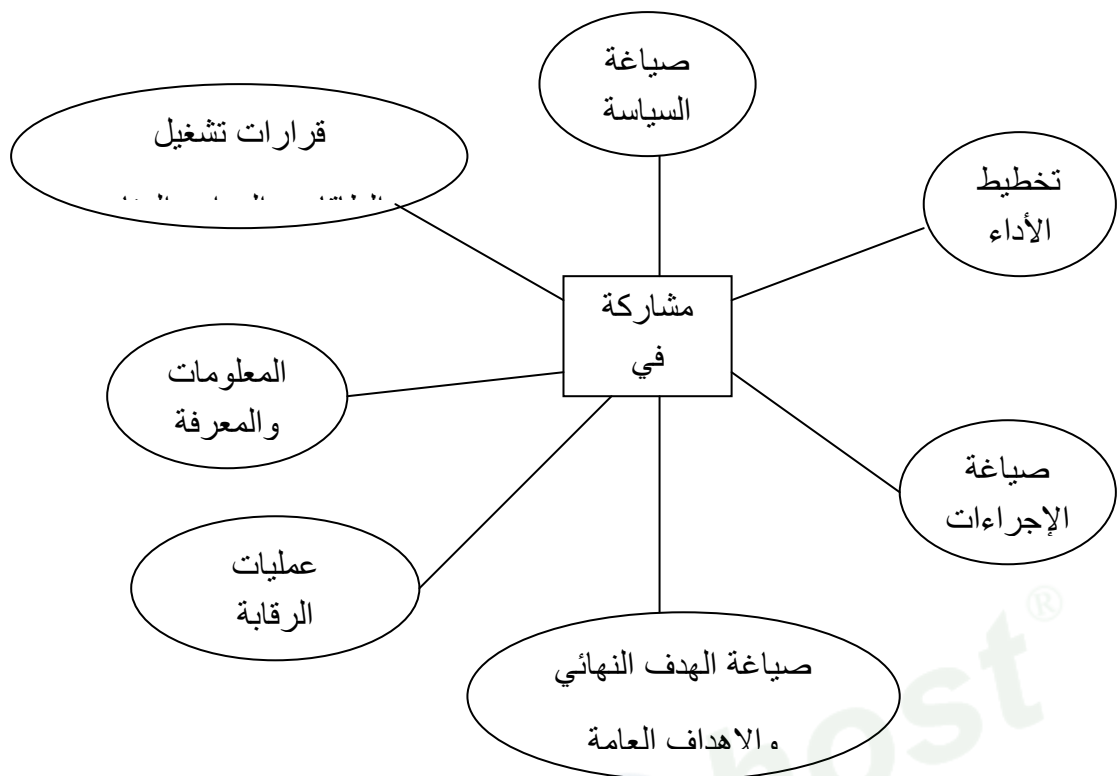 صياغة
السياسة
قرارات تشغيل
تخطيط
الأداء
مشاركة
في
المعلومات
والمعرفة
صياغة
الإجراءات
عمليات
الرقابة
صياغة الهدف النهائي
والاهداف العامة
ost®